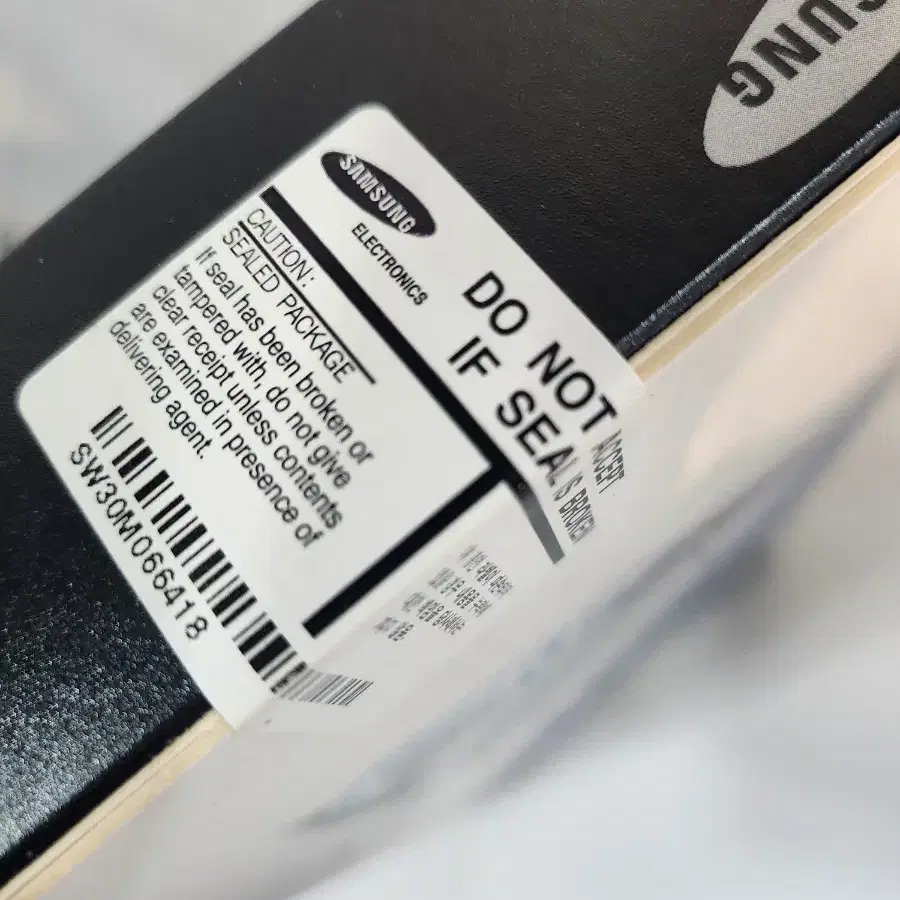 SUNG
SAMSUNG
ELECTRONICS
DO NOT ACCEPT
IF SEAL IS BROKEN
CAUTION:
SEALED PACKAGE
If seal has been broken or
tampered with, do not give
clear receipt unless contents
are examined in presence of
delivering agent.
SW30M066418